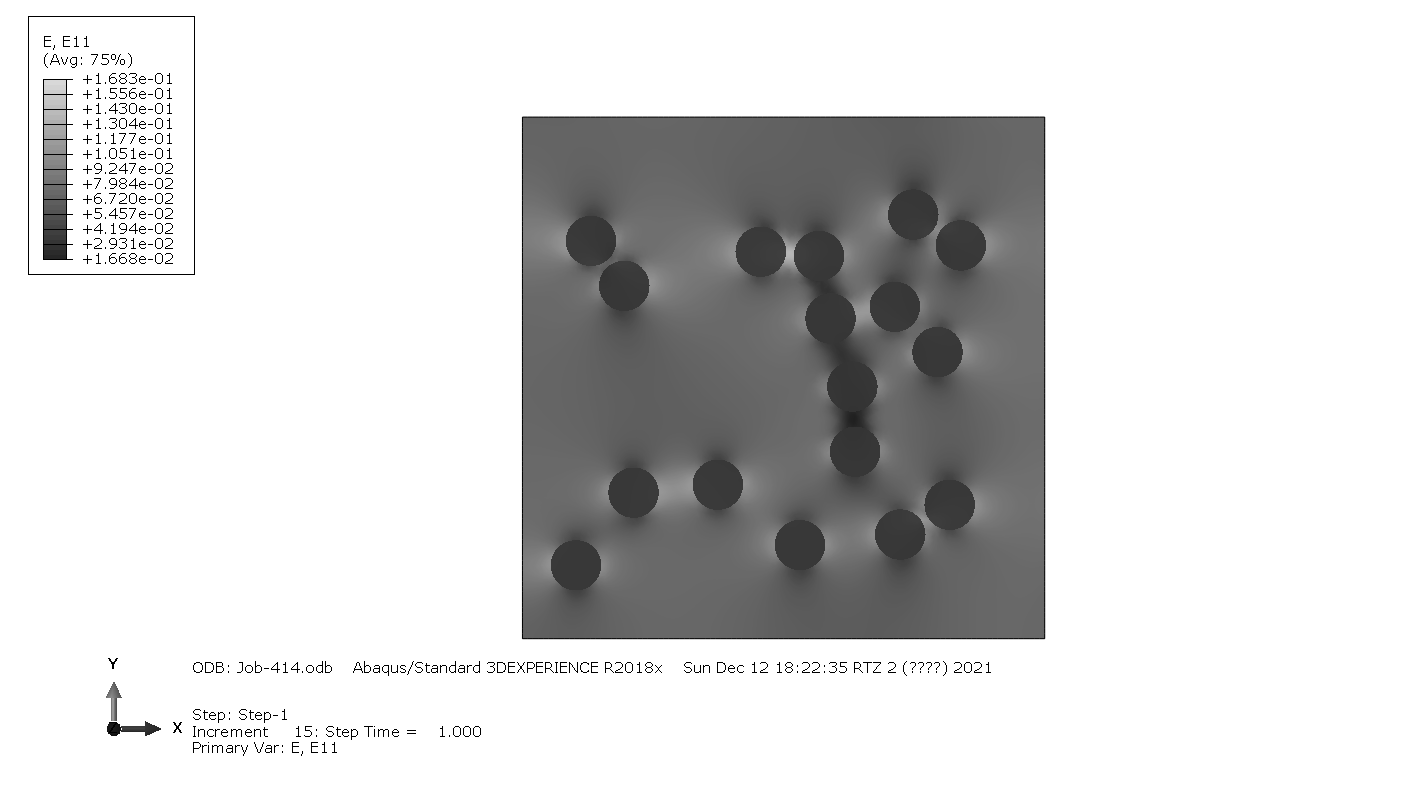 E, E11
(Avg: 75%)
+1.683e-01
+1.556e-01
+1.430e-01
+1.304e-01
+1.177e-01
+1.051e-01
+9.247e-02
+7.984e-02
+6.720e-02
+5.457e-02
+4.194e-02
+2.931e-02
+1.668e-02
Y
X
ODB: Job-414.odb Abaqus/Standard 3DEXPERIENCE R2018x Sun Dec 12 18:22:35 RTZ 2 (????) 2021
Step: Step-1
Increment 15: Step Time = 1.000
Primary Var: E, E11